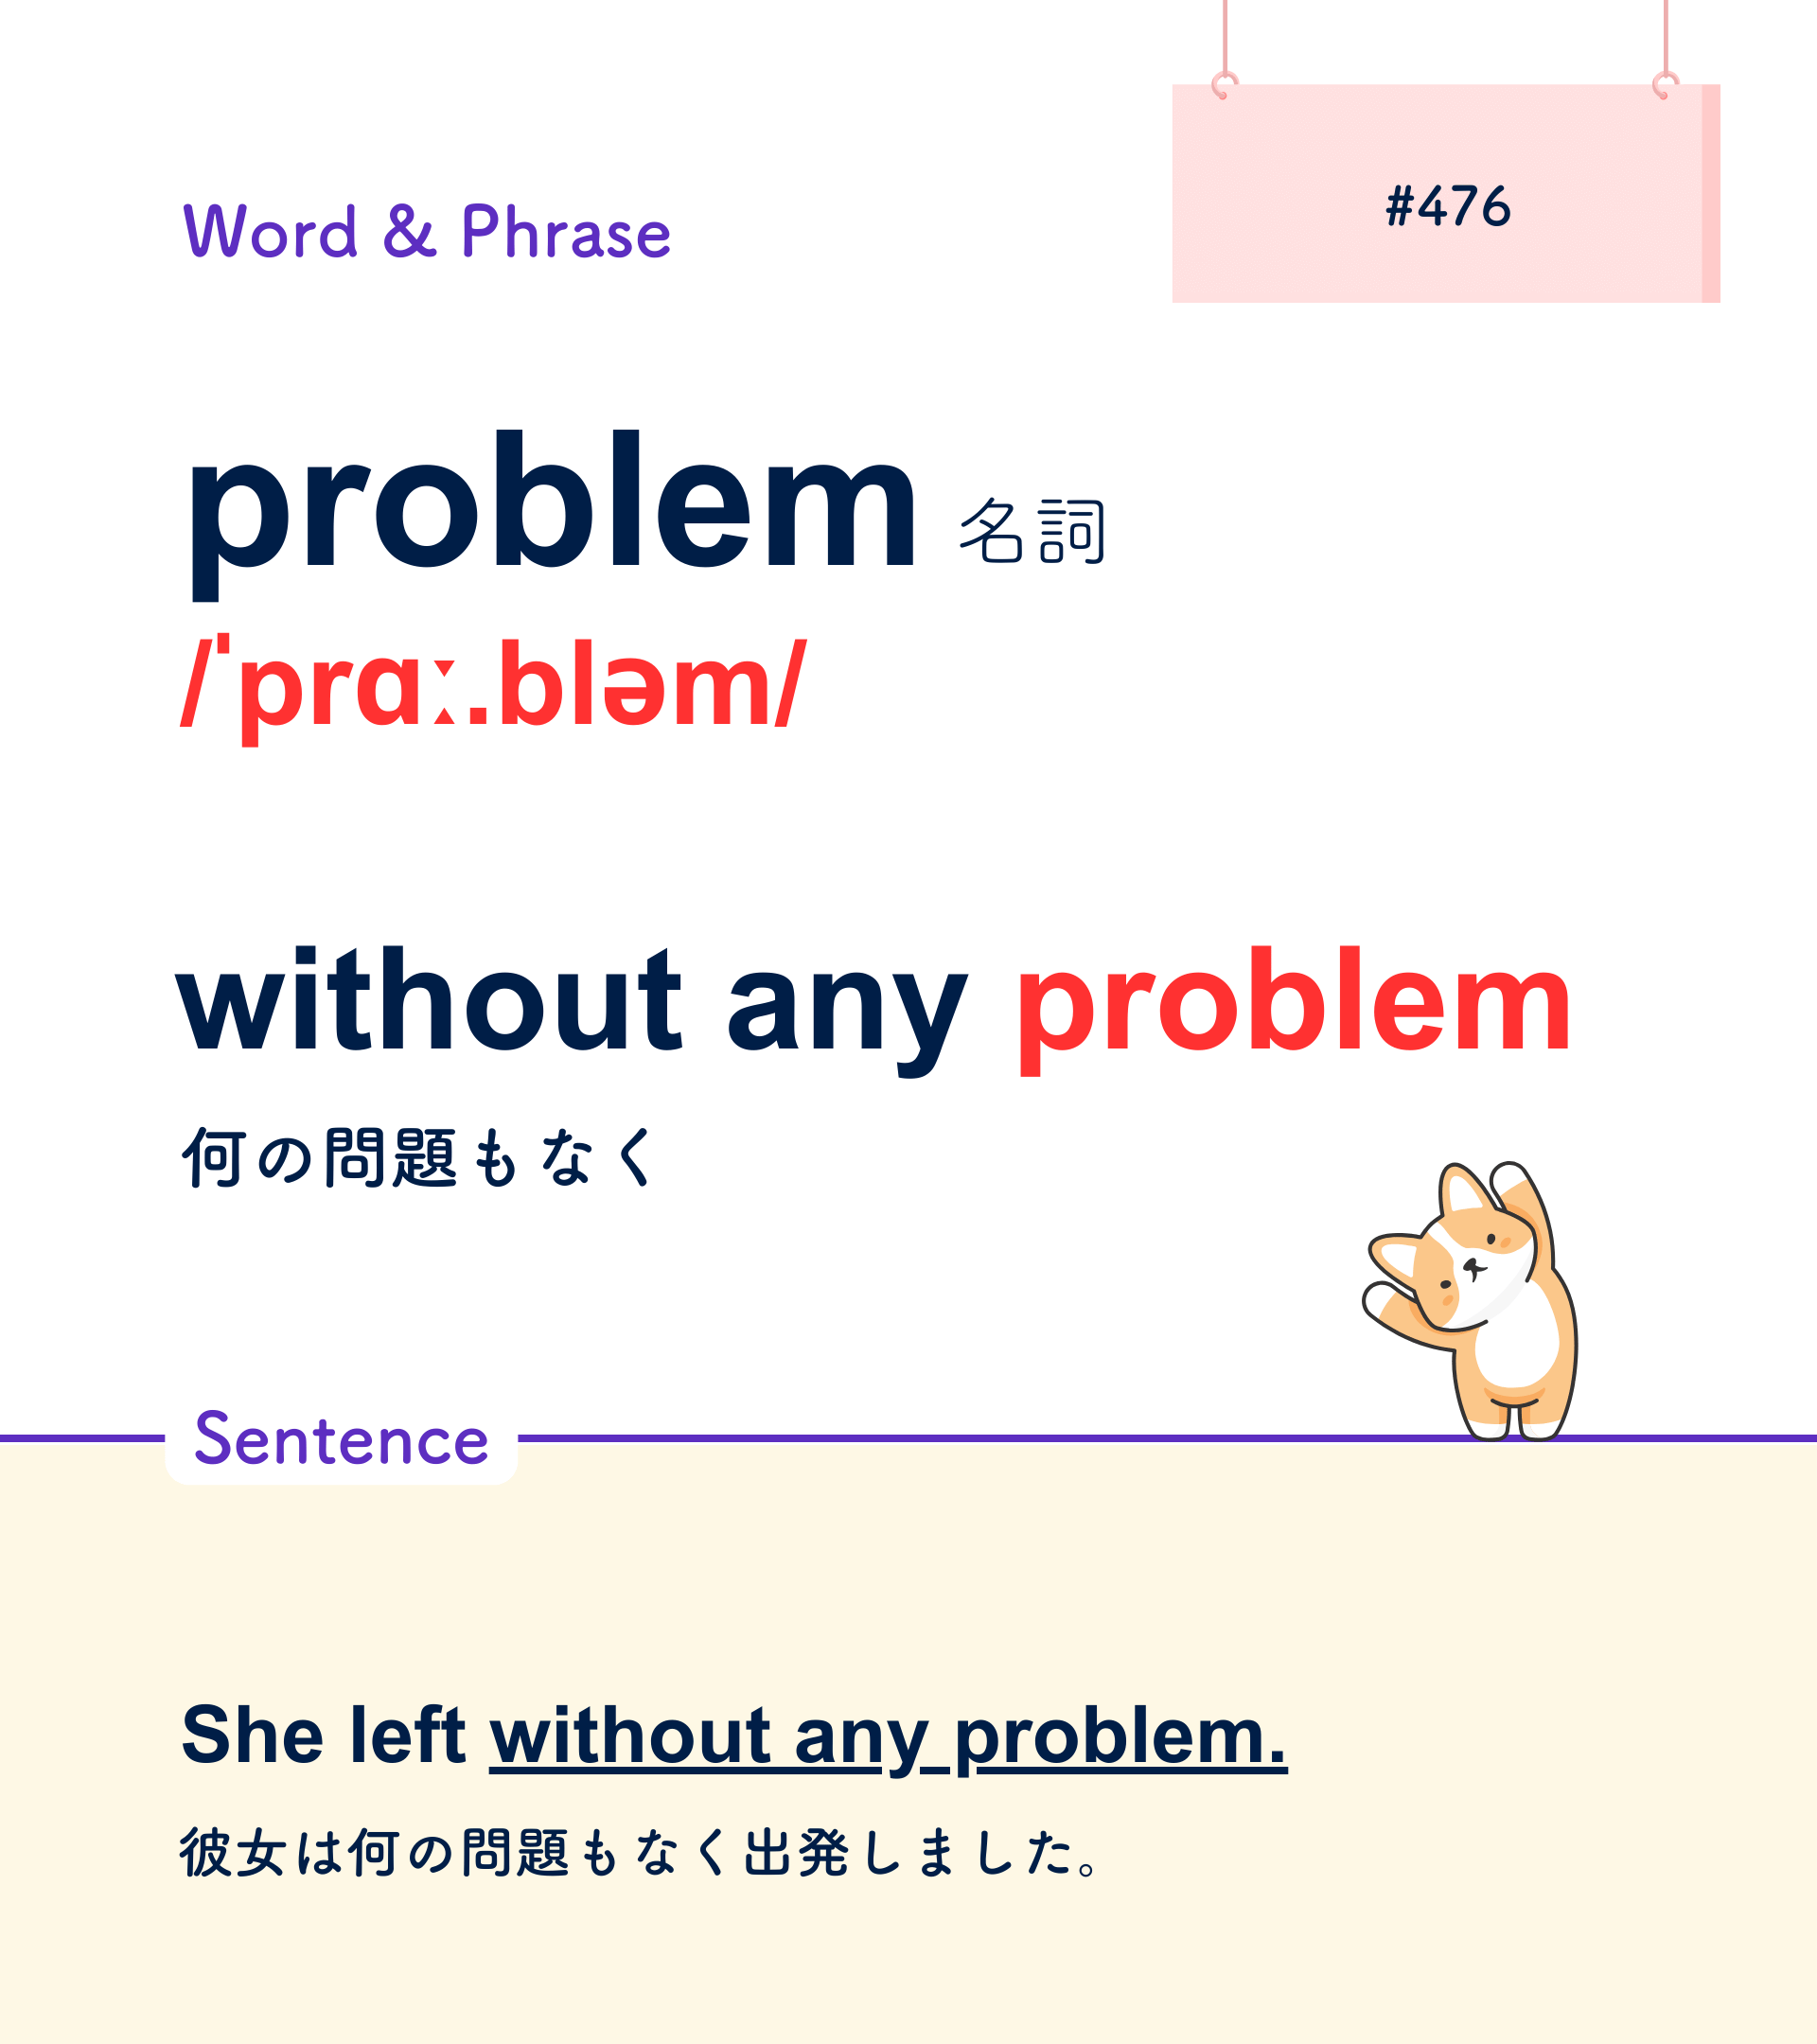 #476
Word & Phrase
problem 名詞
/ˈprɑː.bləm/
without any problem
何の問題もなく
Sentence
She left without any problem.
彼女は何の問題もなく出発しました。